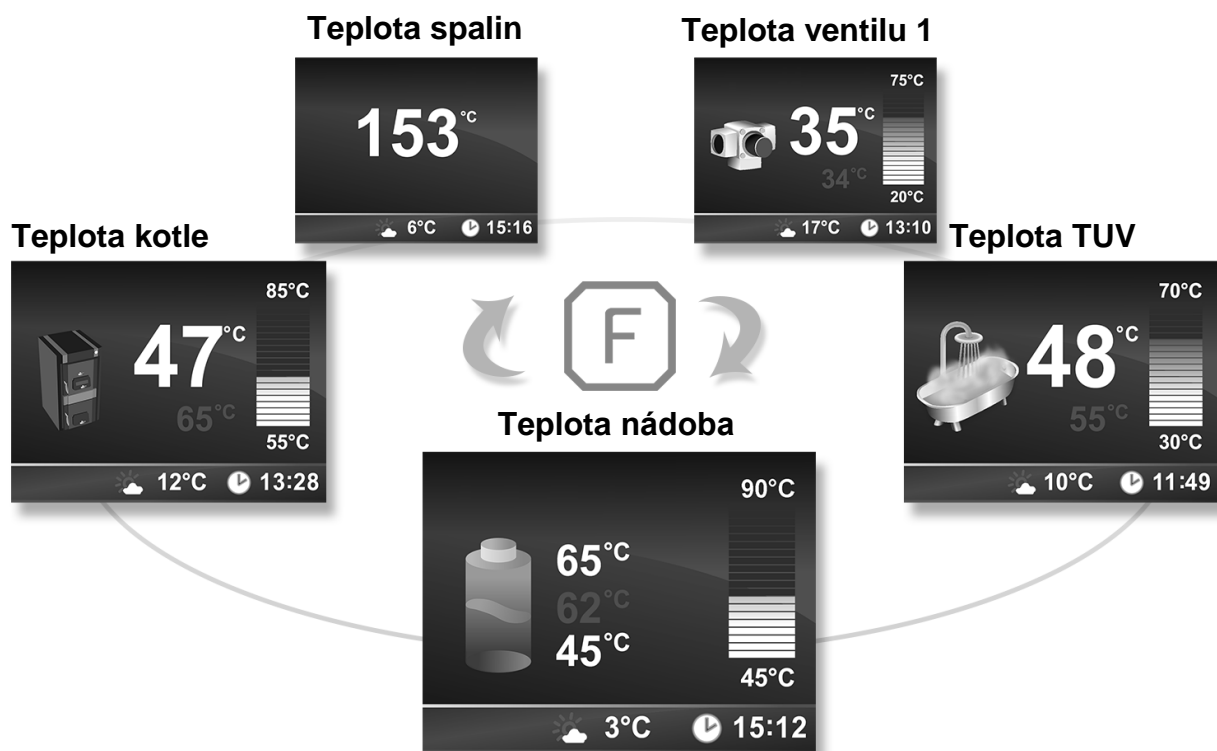 Teplota spalin
153°C
6°C 15:16
Teplota ventilu 1
75°C
35°C
34°C
20°C
17°C 13:10
Teplota kotle
85°C
47°C
65°C
55°C
12°C 13:28
F
Teplota TUV
70°C
48°C
55°C
30°C
10°C 11:49
Teplota nádoba
90°C
65°C
62°C
45°C
45°C
3°C 15:12